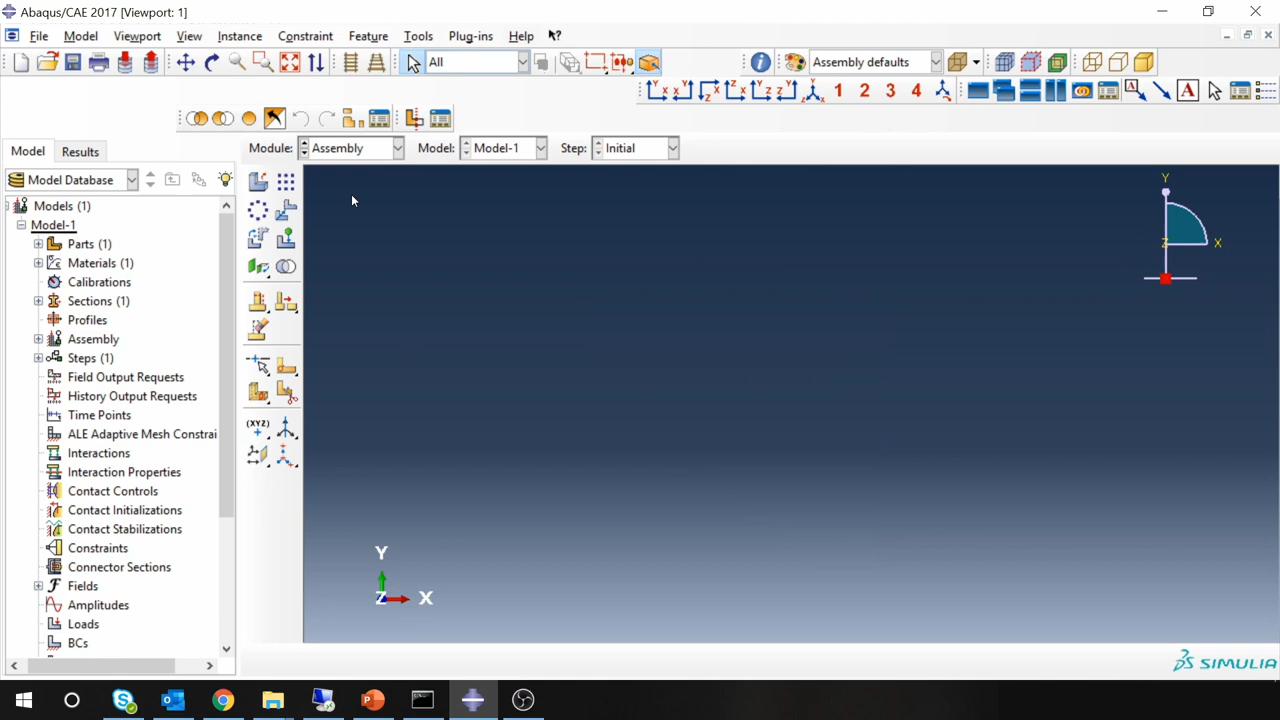 Abaqus/CAE 2017 [Viewport: 1]
File Model Viewport View Instance Constraint Feature Tools Plug-ins Help
All
Assembly defaults
1 2 3 4
A
Model Results
Module: Assembly Model: Model-1 Step: Initial
Model Database
Models (1)
Model-1
Parts (1)
Materials (1)
Calibrations
Sections (1)
Profiles
Assembly
Steps (1)
Field Output Requests
History Output Requests
Time Points
ALE Adaptive Mesh Constrai
Interactions
Interaction Properties
Contact Controls
Contact Initializations
Contact Stabilizations
Constraints
Connector Sections
Fields
Amplitudes
Loads
BCs
(XYZ)
Y
Z X
Y
Z X
SIMULIA